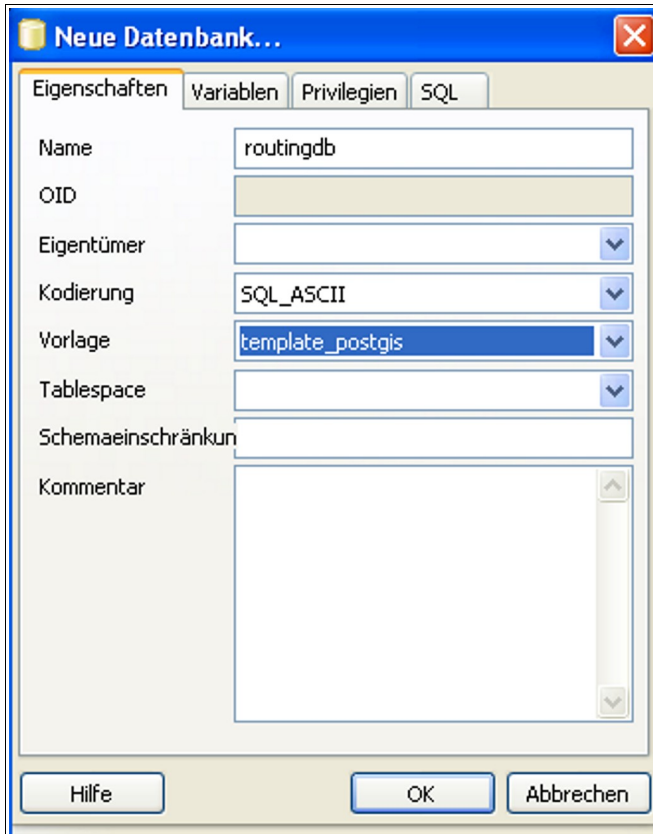 Neue Datenbank...
Eigenschaften Variablen Privilegien SQL
Name routingdb
OID
Eigentümer
Kodierung SQL_ASCII
Vorlage template_postgis
Tablespace
Schemaeinschränkun
Kommentar
Hilfe OK Abbrechen